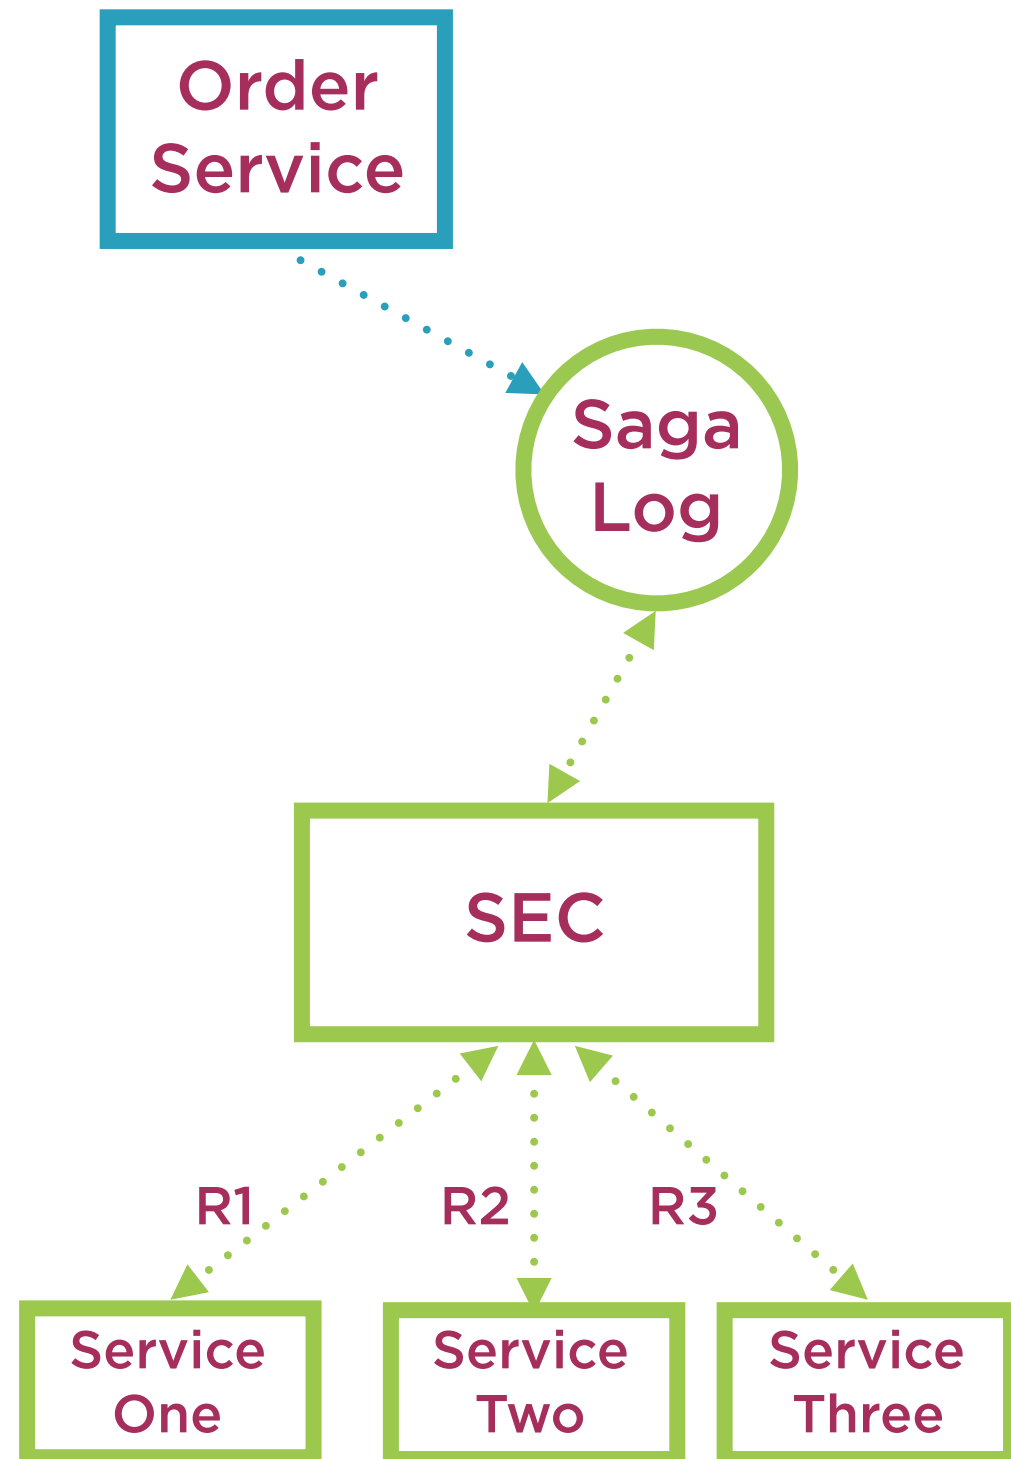 Order
Service
Saga
Log
SEC
R1
R2
R3
Service
One
Service
Two
Service
Three